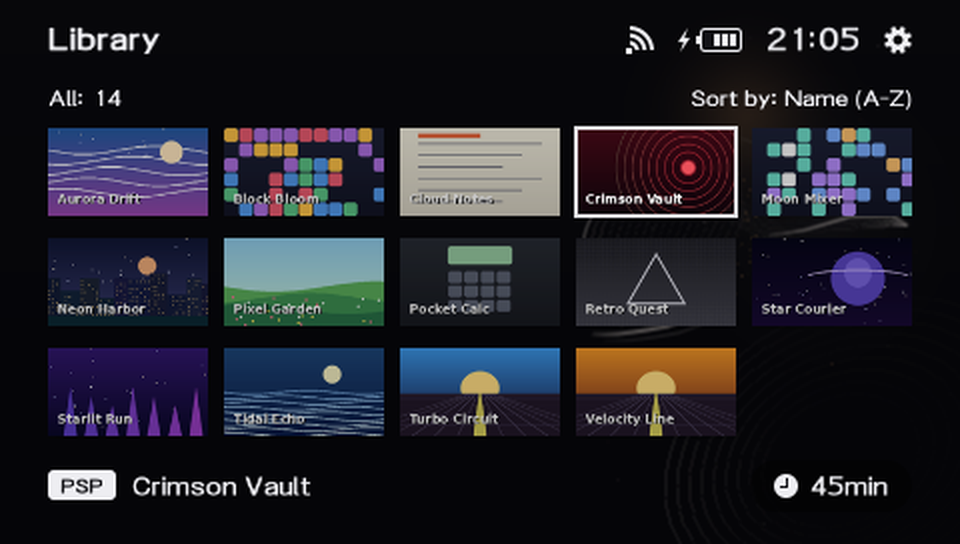 Library
21:05
All: 14
Sort by: Name (A-Z)
Aurora Drift
Block Bloom
Cloud Notes
Crimson Vault
Moon Mixer
Neon Harbor
Pixel Garden
Pocket Calc
Retro Quest
Star Courier
Starlit Run
Tidal Echo
Turbo Circuit
Velocity Line
PSP
Crimson Vault
45min